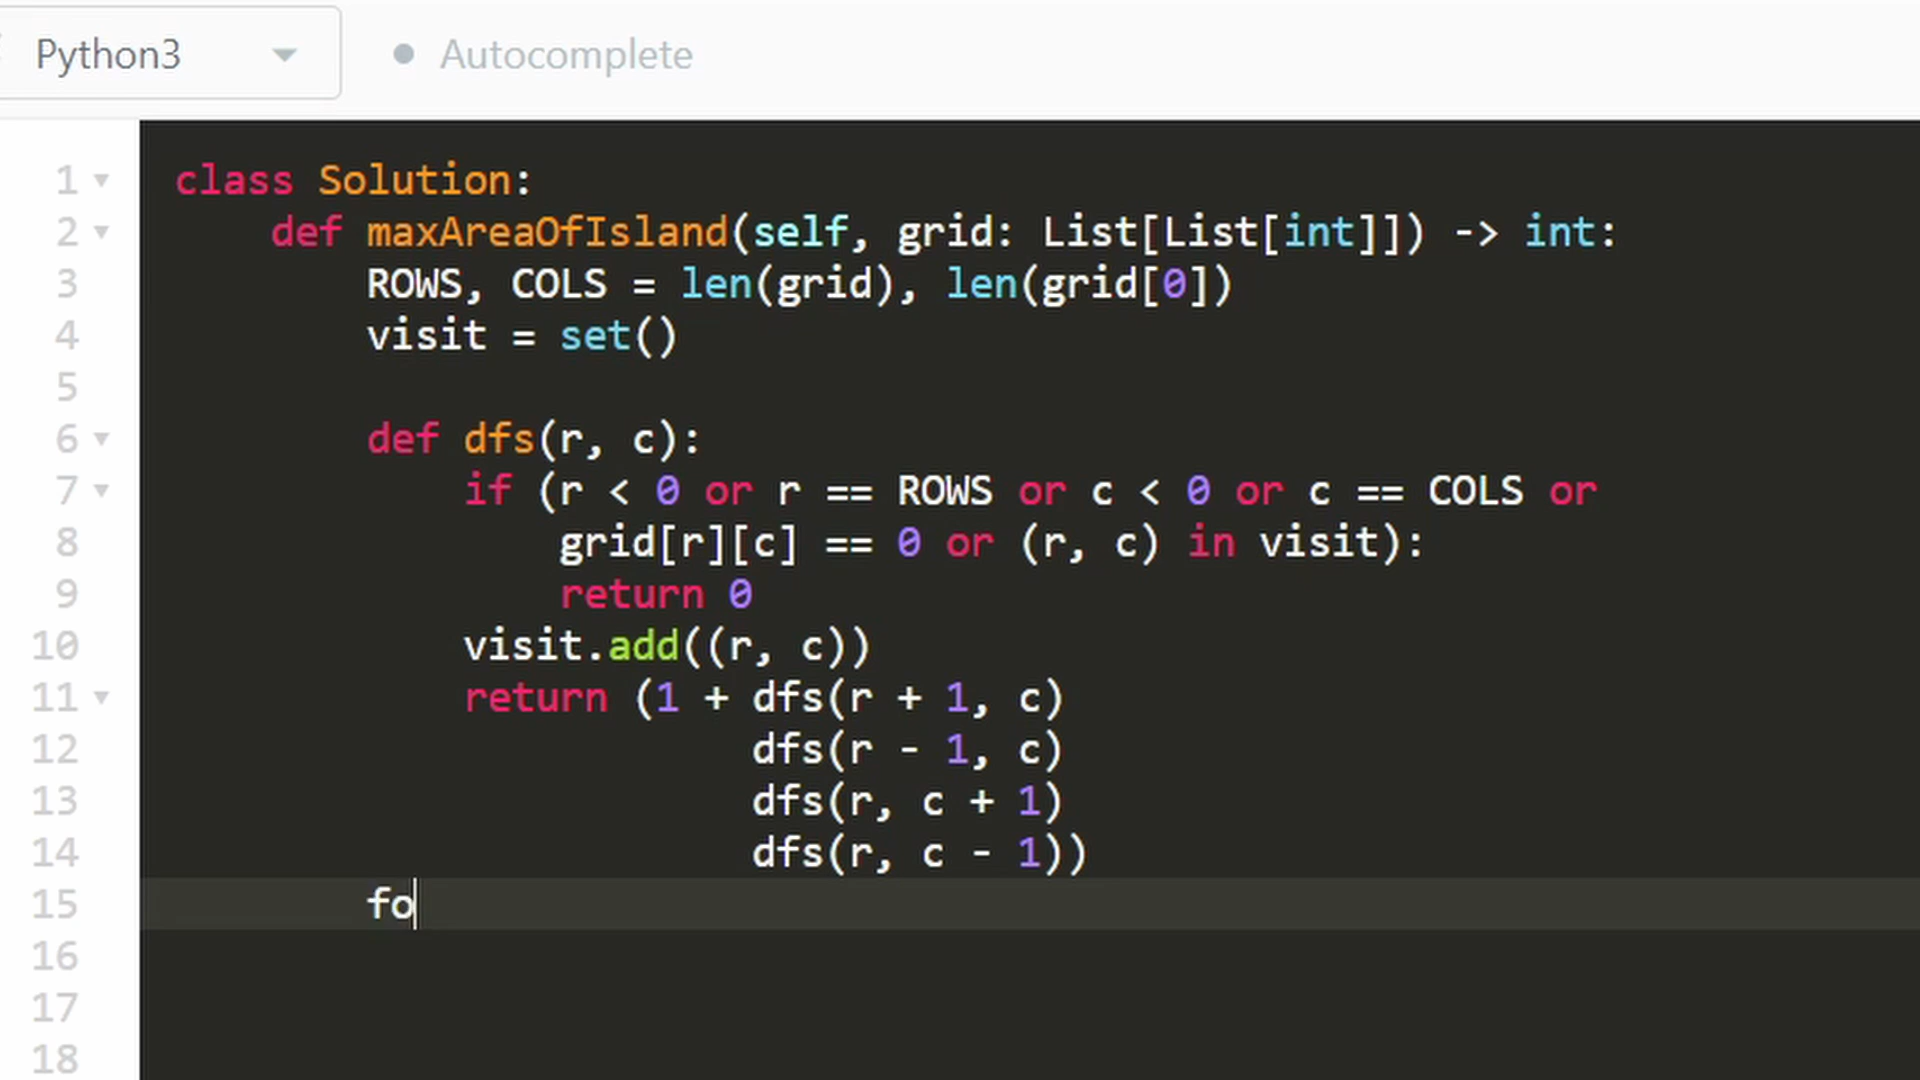 Python3 Autocomplete
1 class Solution:
2 def maxAreaOfIsland(self, grid: List[List[int]]) -> int:
3 ROWS, COLS = len(grid), len(grid[0])
4 visit = set()
5
6 def dfs(r, c):
7 if (r < 0 or r == ROWS or c < 0 or c == COLS or
8 grid[r][c] == 0 or (r, c) in visit):
9 return 0
10 visit.add((r, c))
11 return (1 + dfs(r + 1, c)
12 dfs(r - 1, c)
13 dfs(r, c + 1)
14 dfs(r, c - 1))
15 fo
16
17
18